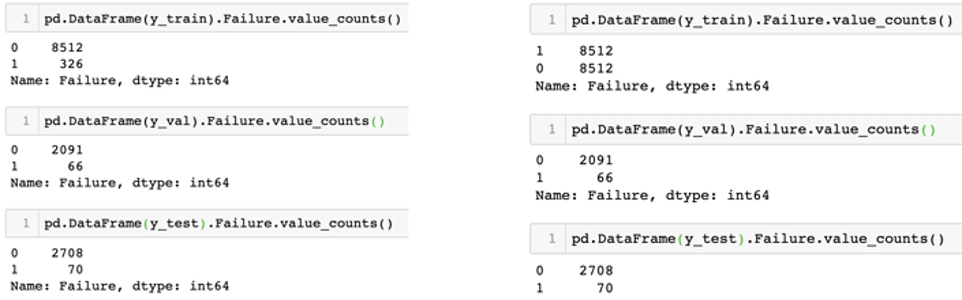 1 pd.DataFrame(y_train).Failure.value_counts()
0 8512
1 326
Name: Failure, dtype: int64
1 pd.DataFrame(y_val).Failure.value_counts()
0 2091
1 66
Name: Failure, dtype: int64
1 pd.DataFrame(y_test).Failure.value_counts()
0 2708
1 70
Name: Failure, dtype: int64
1 pd.DataFrame(y_train).Failure.value_counts()
1 8512
0 8512
Name: Failure, dtype: int64
1 pd.DataFrame(y_val).Failure.value_counts()
0 2091
1 66
Name: Failure, dtype: int64
1 pd.DataFrame(y_test).Failure.value_counts()
0 2708
1 70